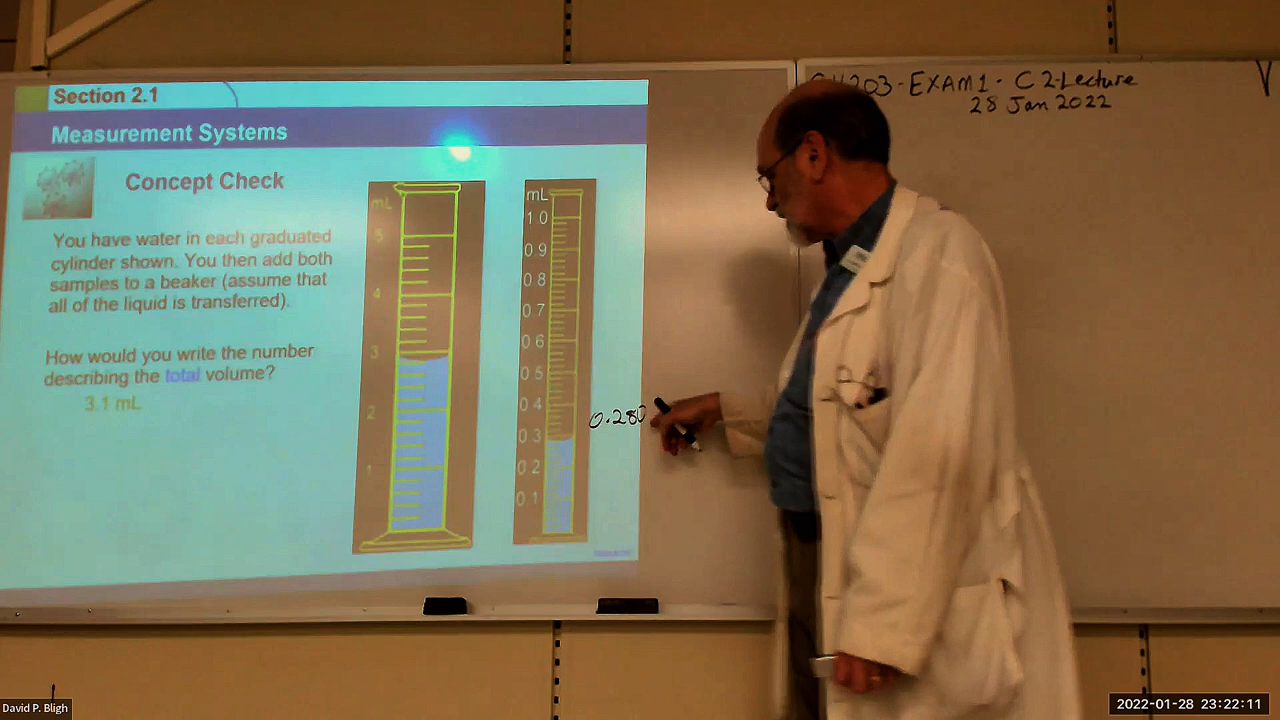 Section 2.1
Measurement Systems
Concept Check
You have water in each graduated
cylinder shown. You then add both
samples to a beaker (assume that
all of the liquid is transferred).
How would you write the number
describing the total volume?
3.1 mL
mL
5
4
3
2
1
mL
1 0
0 9
0 8
0.7
0 6
0 5
0 4
0 3
0 2
0 1
0.280
EXAM1 - C2-Lecture
28 Jan 2022
David P. Bligh
2022-01-28 23:22:11